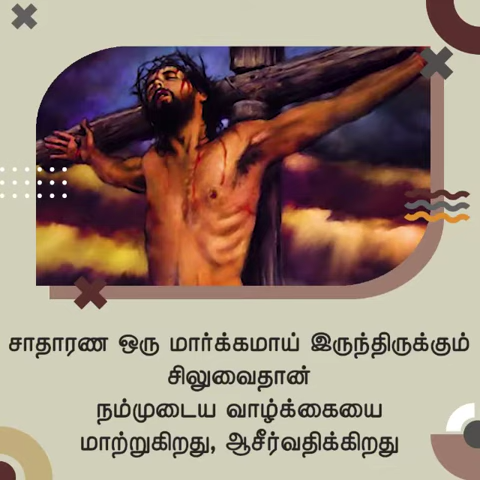 சாதாரண ஒரு மார்க்கமாய் இருந்திருக்கும்
சிலுவைதான்
நம்முடைய வாழ்க்கையை
மாற்றுகிறது, ஆசீர்வதிக்கிறது